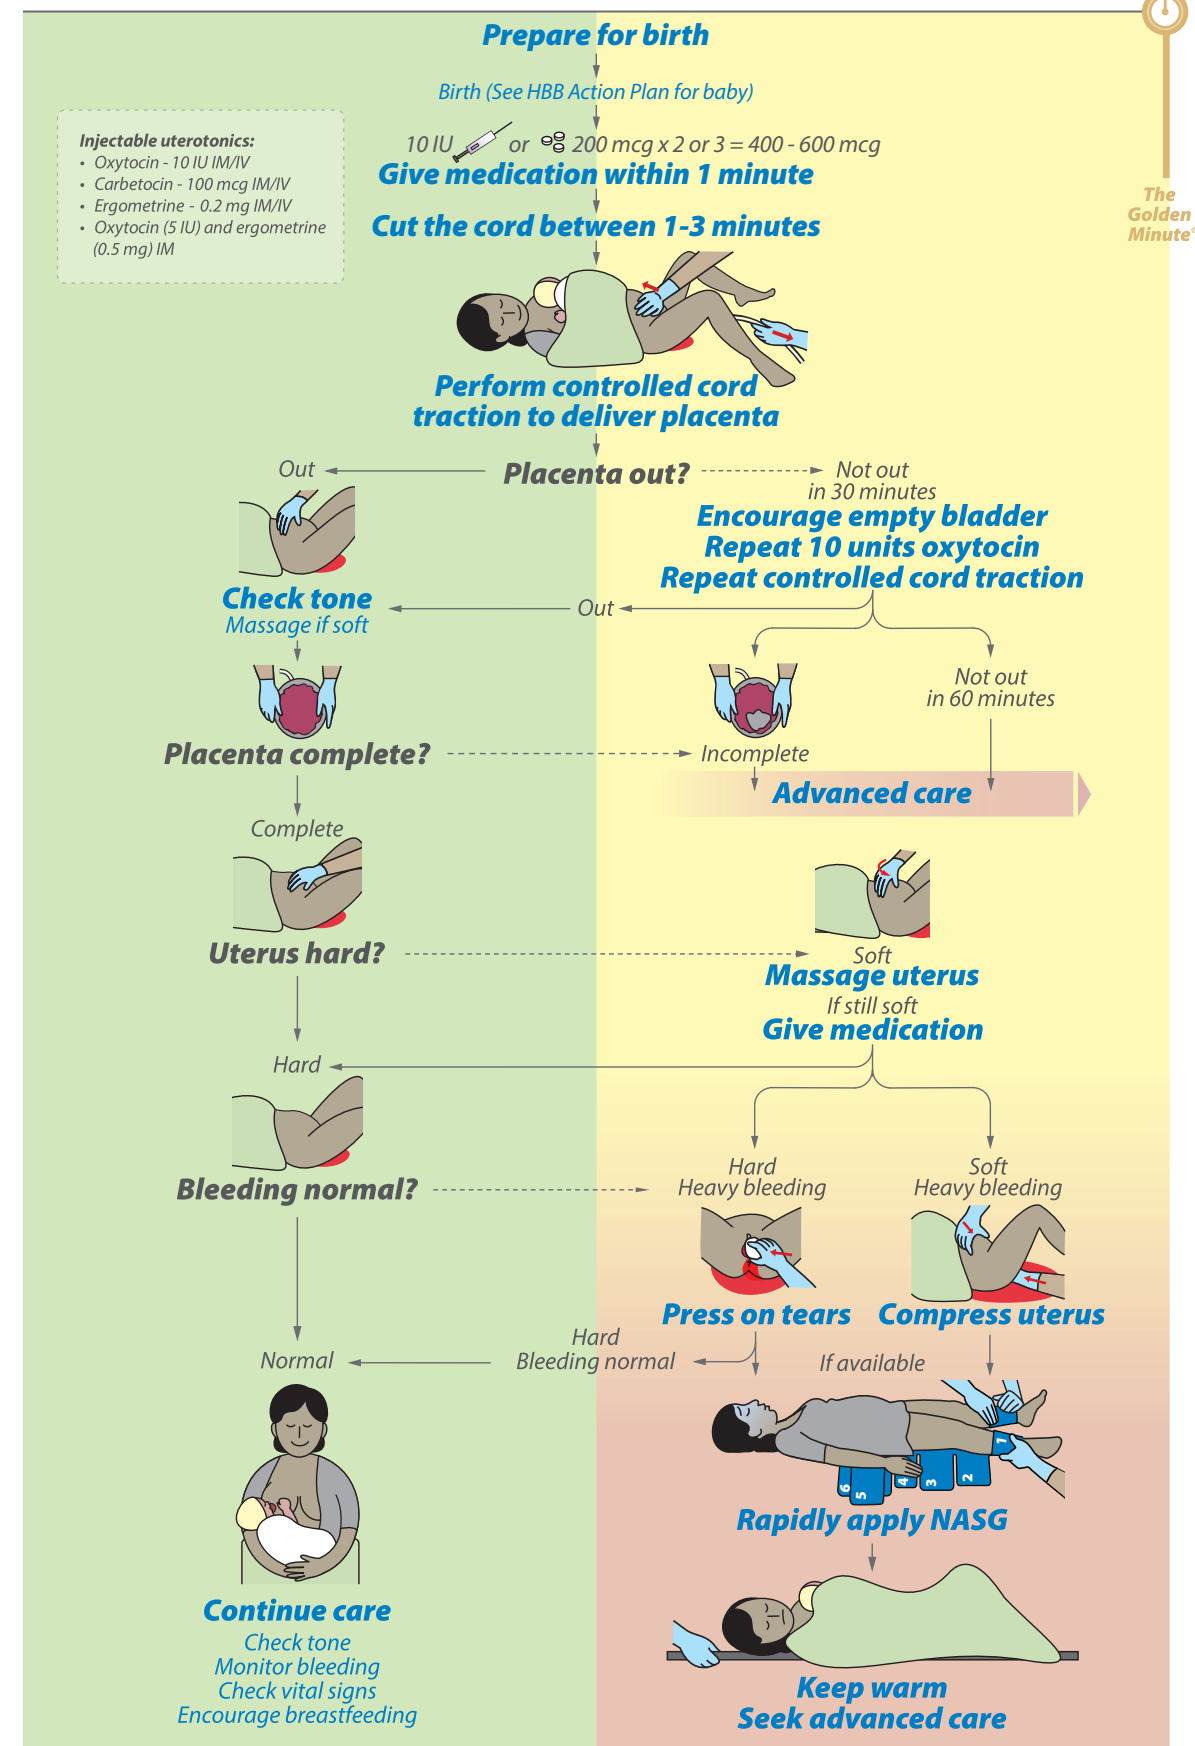 Prepare for birth
Birth (See HBB Action Plan for baby)
Injectable uterotonics:
• Oxytocin - 10 IU IM/IV
• Carbetocin - 100 mcg IM/IV
• Ergometrine - 0.2 mg IM/IV
• Oxytocin (5 IU) and ergometrine
(0.5 mg) IM
10 IU or 200 mcg x 2 or 3 = 400 - 600 mcg
Give medication within 1 minute
The
Golden
Minute®
Cut the cord between 1-3 minutes
Perform controlled cord
traction to deliver placenta
Out
Placenta out?
Not out
in 30 minutes
Encourage empty bladder
Repeat 10 units oxytocin
Repeat controlled cord traction
Check tone
Massage if soft
Out
Not out
in 60 minutes
Placenta complete?
Incomplete
Advanced care
Complete
Uterus hard?
Soft
Massage uterus
If still soft
Give medication
Hard
Bleeding normal?
Hard
Heavy bleeding
Soft
Heavy bleeding
Press on tears
Compress uterus
Normal
Hard
Bleeding normal
If available
1
2
3
4
5
6
Rapidly apply NASG
Continue care
Check tone
Monitor bleeding
Check vital signs
Encourage breastfeeding
Keep warm
Seek advanced care